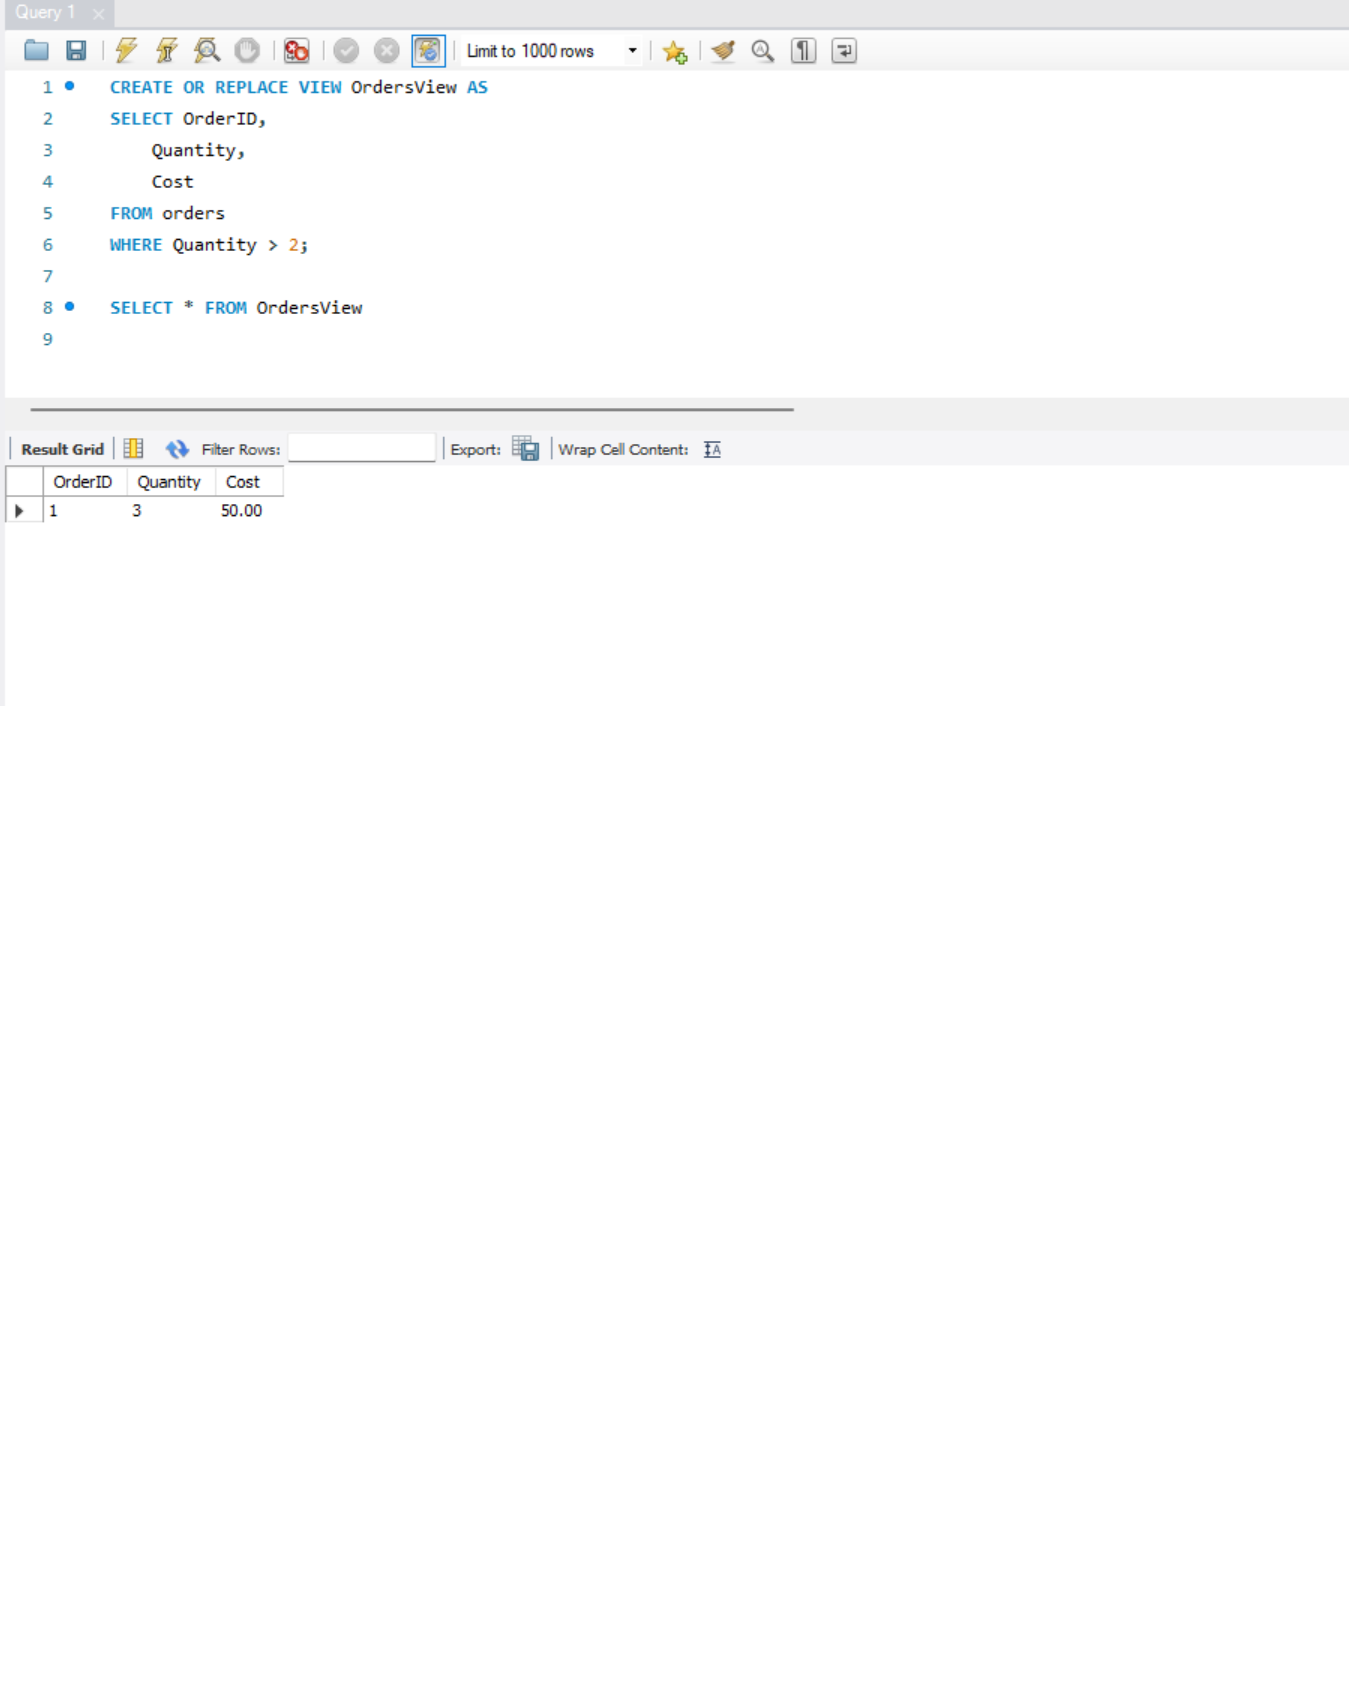 Query 1
Limit to 1000 rows
1 CREATE OR REPLACE VIEW OrdersView AS
2 SELECT OrderID,
3 Quantity,
4 Cost
5 FROM orders
6 WHERE Quantity > 2;
7
8 SELECT * FROM OrdersView
9
Result Grid Filter Rows: Export: Wrap Cell Content:
OrderID Quantity Cost
1 3 50.00